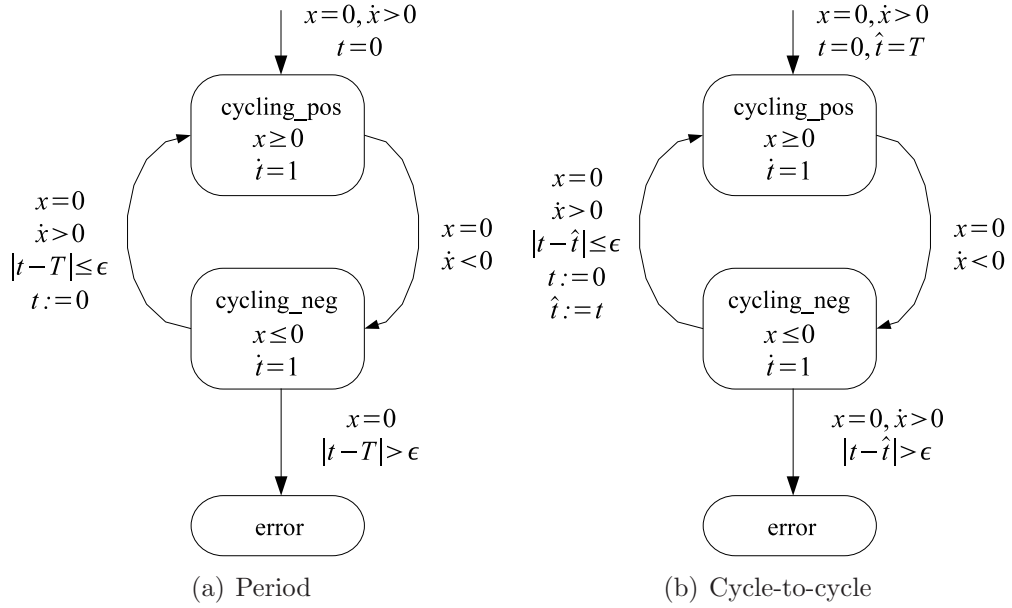 x=0, ẋ>0
t=0
cycling_pos
x≥0
ṫ=1
x=0
ẋ>0
|t−T|≤ϵ
t:=0
x=0
ẋ<0
cycling_neg
x≤0
ṫ=1
x=0
|t−T|>ϵ
error
(a) Period
x=0, ẋ>0
t=0, t̂=T
cycling_pos
x≥0
ṫ=1
x=0
ẋ>0
|t−t̂|≤ϵ
t:=0
t̂:=t
x=0
ẋ<0
cycling_neg
x≤0
ṫ=1
x=0, ẋ>0
|t−t̂|>ϵ
error
(b) Cycle-to-cycle